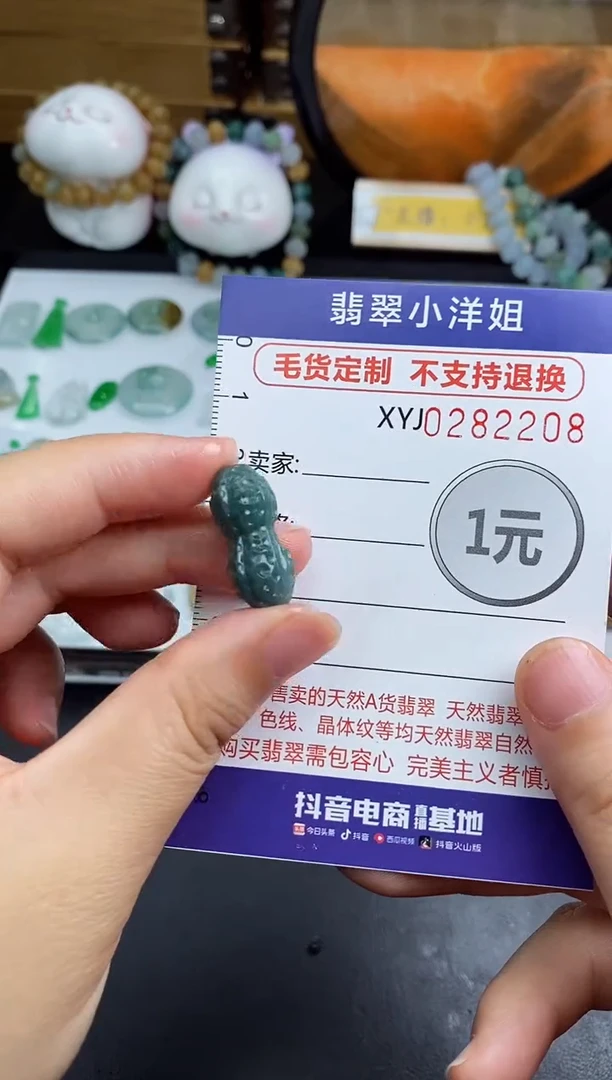 翡翠小洋姐
毛货定制 不支持退换
XYJ0282208
0
1
卖家:
1元
售卖的天然A货翡翠 天然翡翠
色线、晶体纹等均天然翡翠自然
购买翡翠需包容心 完美主义者慎
抖音电商直播基地
今日头条 抖音 西瓜视频 抖音火山版